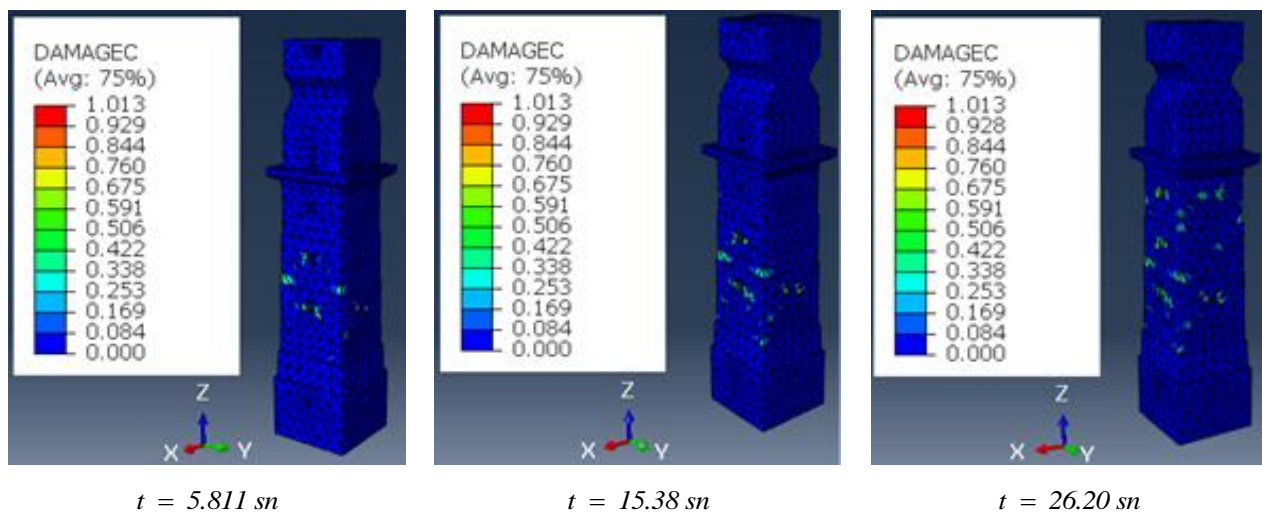 DAMAGEC
(Avg: 75%)
1.013
0.929
0.844
0.760
0.675
0.591
0.506
0.422
0.338
0.253
0.169
0.084
0.000
Z
X Y
t = 5.811 sn
DAMAGEC
(Avg: 75%)
1.013
0.929
0.844
0.760
0.675
0.591
0.506
0.422
0.338
0.253
0.169
0.084
0.000
Z
X Y
t = 15.38 sn
DAMAGEC
(Avg: 75%)
1.013
0.928
0.844
0.760
0.675
0.591
0.506
0.422
0.338
0.253
0.169
0.084
0.000
Z
X Y
t = 26.20 sn